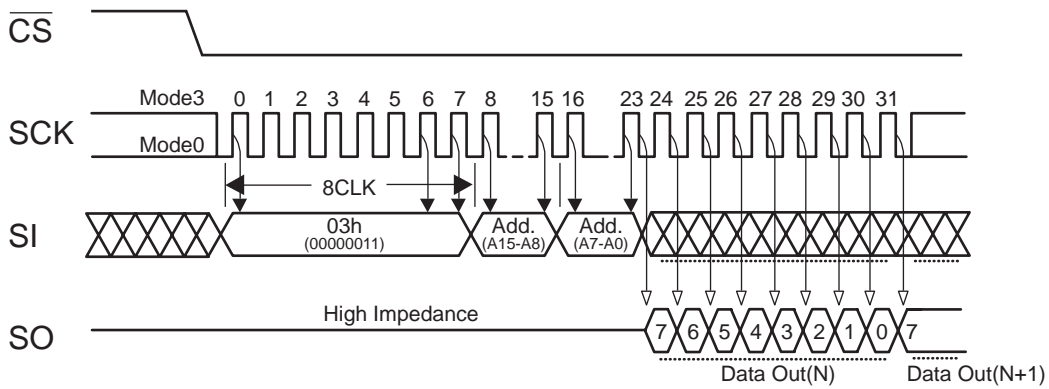 CS
Mode3 0 1 2 3 4 5 6 7 8 15 16 23 24 25 26 27 28 29 30 31
SCK
Mode0
8CLK
SI
03h Add. Add.
(00000011) (A15-A8) (A7-A0)
High Impedance
SO
7 6 5 4 3 2 1 0 7
Data Out(N) Data Out(N+1)